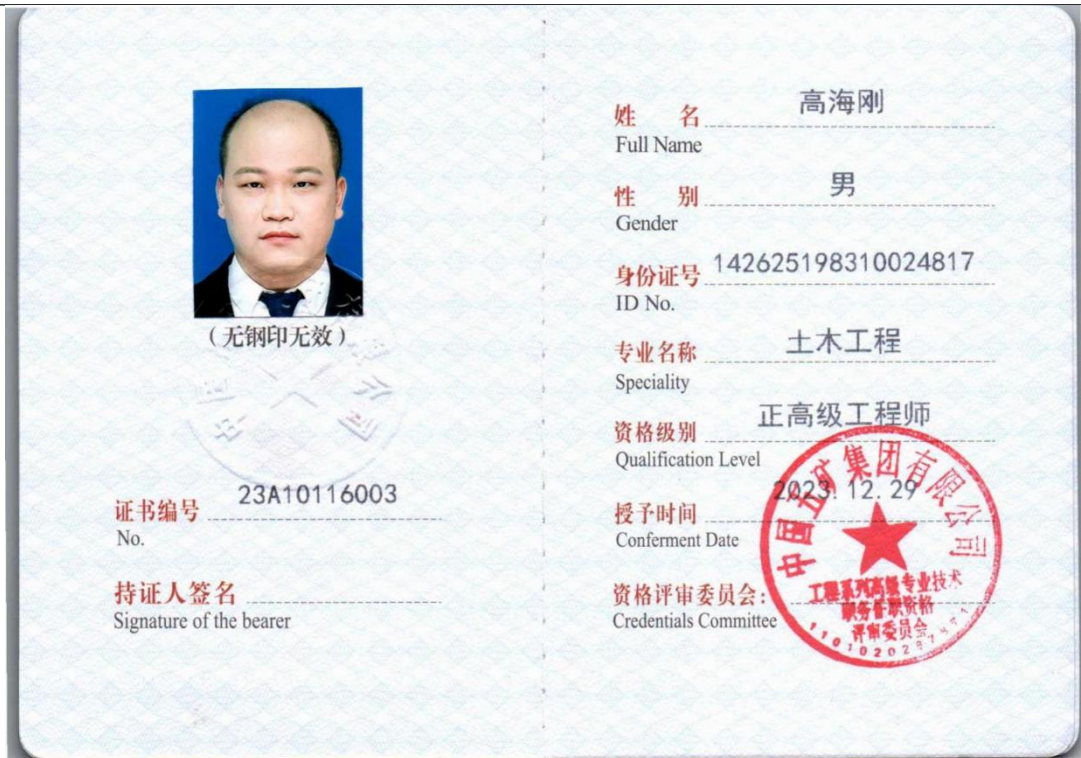 （无钢印无效）
证书编号 23A10116003
No.
持证人签名
Signature of the bearer
姓 名 高海刚
Full Name
性 别 男
Gender
身份证号 142625198310024817
ID No.
专业名称 土木工程
Speciality
资格级别 正高级工程师
Qualification Level
授予时间 2023.12.29
Conferment Date
资格评审委员会：
Credentials Committee
中国五矿集团有限公司
工程系列高级专业技术
职务任职资格
评审委员会